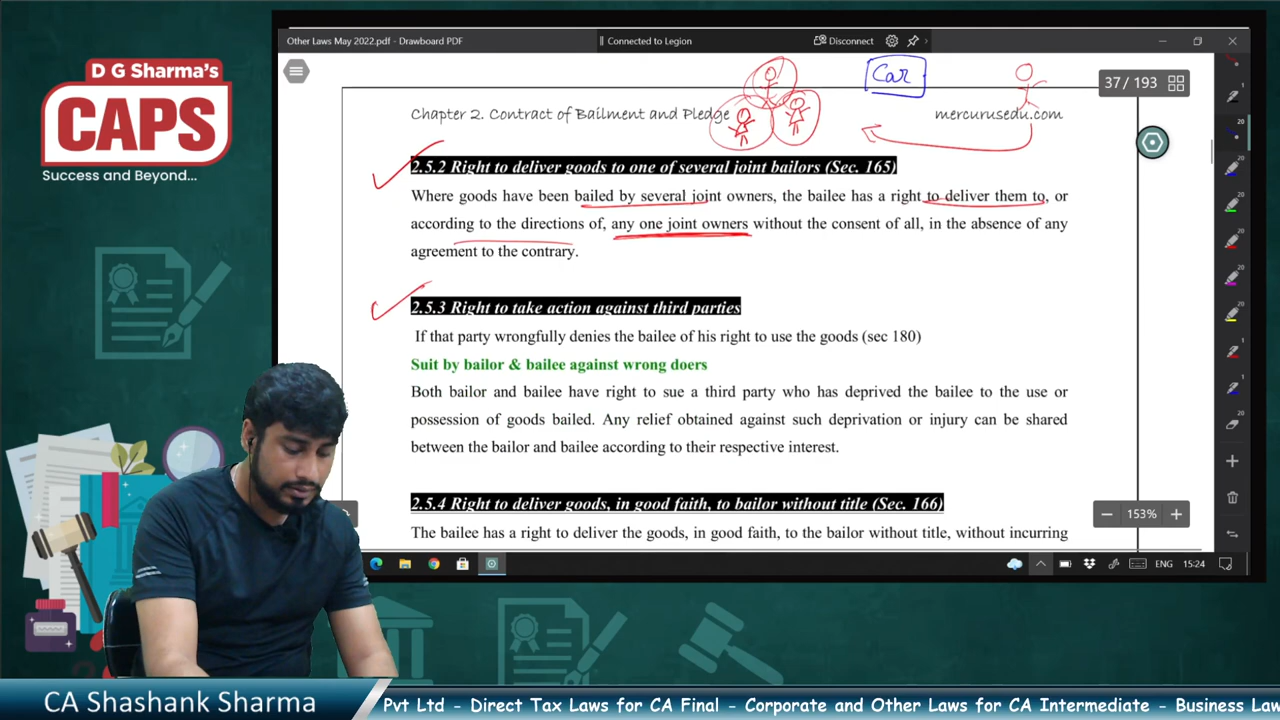 D G SHARMA's
CAPS
Success and Beyond...
Other Laws May 2022.pdf - Drawboard PDF
Connected to Legion
Disconnect
Car
37 / 193
Chapter 2. Contract of Bailment and Pledge
mercurusedu.com
2.5.2 Right to deliver goods to one of several joint bailors (Sec. 165)
Where goods have been bailed by several joint owners, the bailee has a right to deliver them to, or
according to the directions of, any one joint owners without the consent of all, in the absence of any
agreement to the contrary.
2.5.3 Right to take action against third parties
If that party wrongfully denies the bailee of his right to use the goods (sec 180)
Suit by bailor & bailee against wrong doers
Both bailor and bailee have right to sue a third party who has deprived the bailee to the use or
possession of goods bailed. Any relief obtained against such deprivation or injury can be shared
between the bailor and bailee according to their respective interest.
2.5.4 Right to deliver goods, in good faith, to bailor without title (Sec. 166)
The bailee has a right to deliver the goods, in good faith, to the bailor without title, without incurring
153%
1
20
20
20
20
20
20
1
1
20
ENG
15:24
CA Shashank Sharma
Pvt Ltd - Direct Tax Laws for CA Final - Corporate and Other Laws for CA Intermediate - Business Law